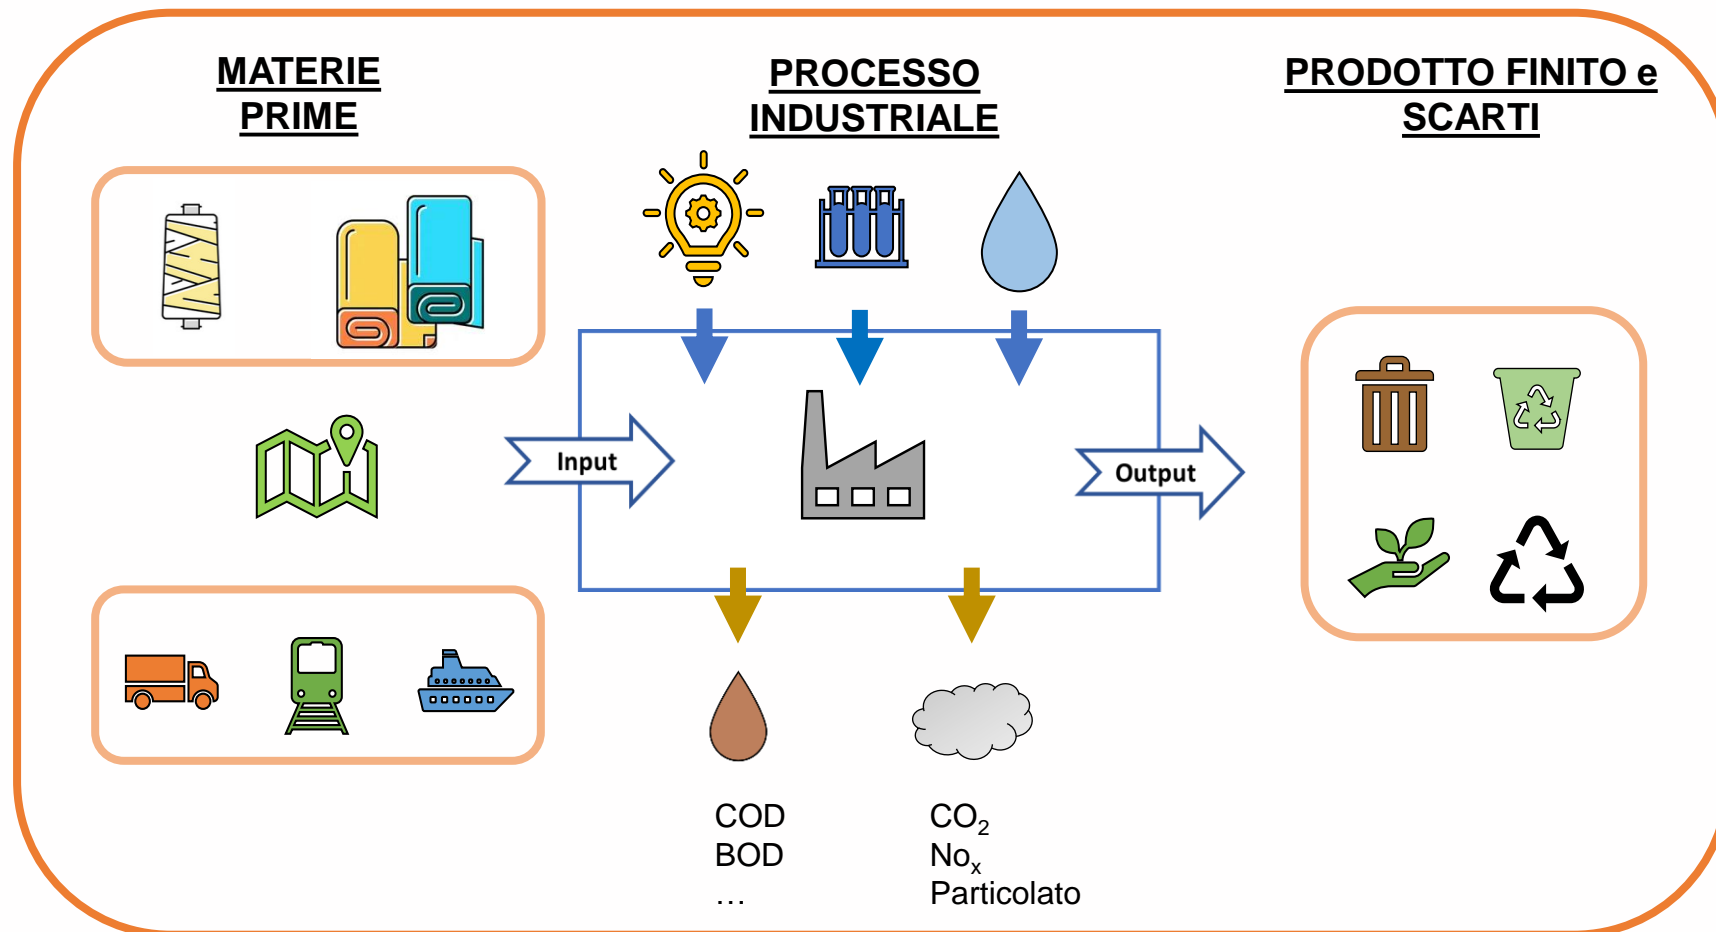 MATERIE
PRIME
PROCESSO
INDUSTRIALE
PRODOTTO FINITO e
SCARTI
Input
Output
COD
BOD
…
CO₂
Noₓ
Particolato